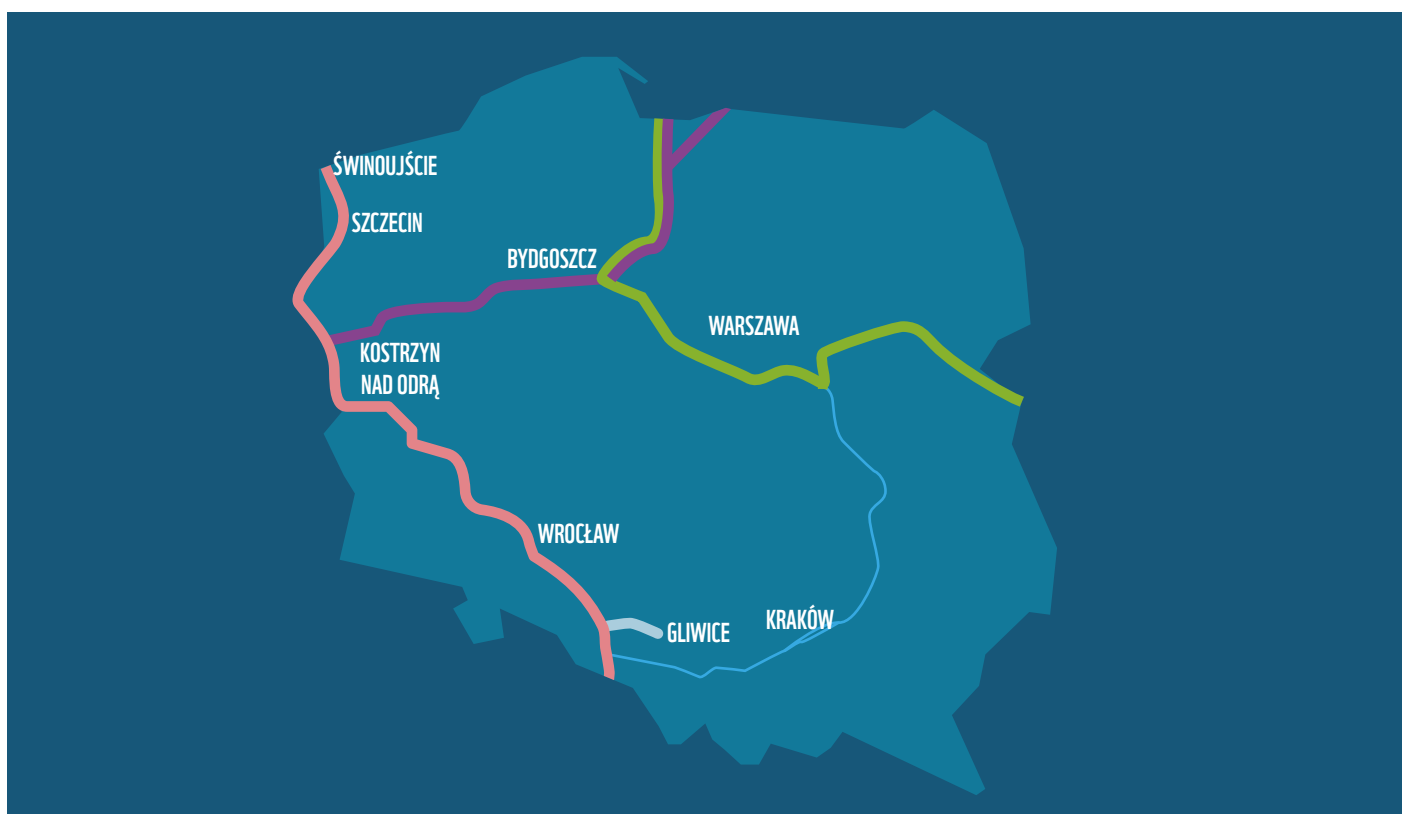 ŚWINOUJŚCIE
SZCZECIN
BYDGOSZCZ
WARSZAWA
KOSTRZYN
NAD ODRĄ
WROCŁAW
KRAKÓW
GLIWICE